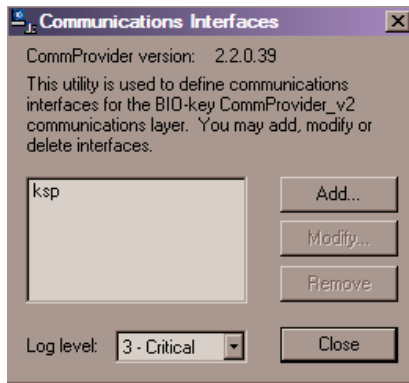 Communications Interfaces
CommProvider version: 2.2.0.39
This utility is used to define communications
interfaces for the BIO-key CommProvider_v2
communications layer. You may add, modify or
delete interfaces.
ksp
Add...
Modify...
Remove
Log level: 3 - Critical
Close